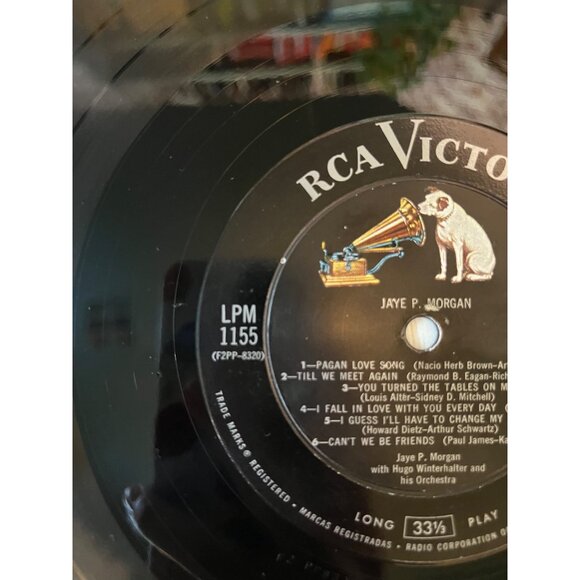 RCA VICTO
JAYE P. MORGAN
LPM
1155
(F2PP-8320)
1—PAGAN LOVE SONG (Nacio Herb Brown-Ar
2—TILL WE MEET AGAIN (Raymond B. Eagan-Rich
3—YOU TURNED THE TABLES ON M
(Louis Alter-Sidney D. Mitchell)
4—I FALL IN LOVE WITH YOU EVERY DAY (
5—I GUESS I'LL HAVE TO CHANGE MY
(Howard Dietz-Arthur Schwartz)
6—CAN'T WE BE FRIENDS (Paul James-Ka
Jaye P. Morgan
with Hugo Winterhalter and
his Orchestra
LONG 33⅓ PLAY
TRADE MARKS ® REGISTERED • MARCAS REGISTRADAS • RADIO CORPORATION OF